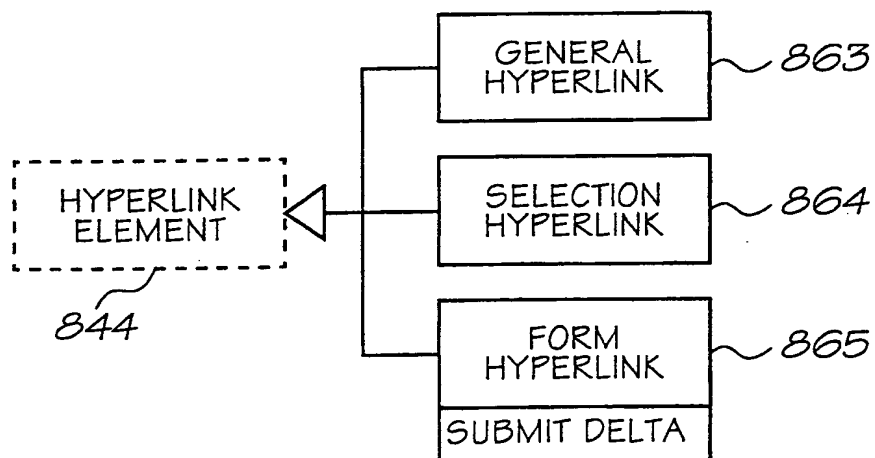 GENERAL
HYPERLINK
863
HYPERLINK
ELEMENT
844
SELECTION
HYPERLINK
864
FORM
HYPERLINK
865
SUBMIT DELTA